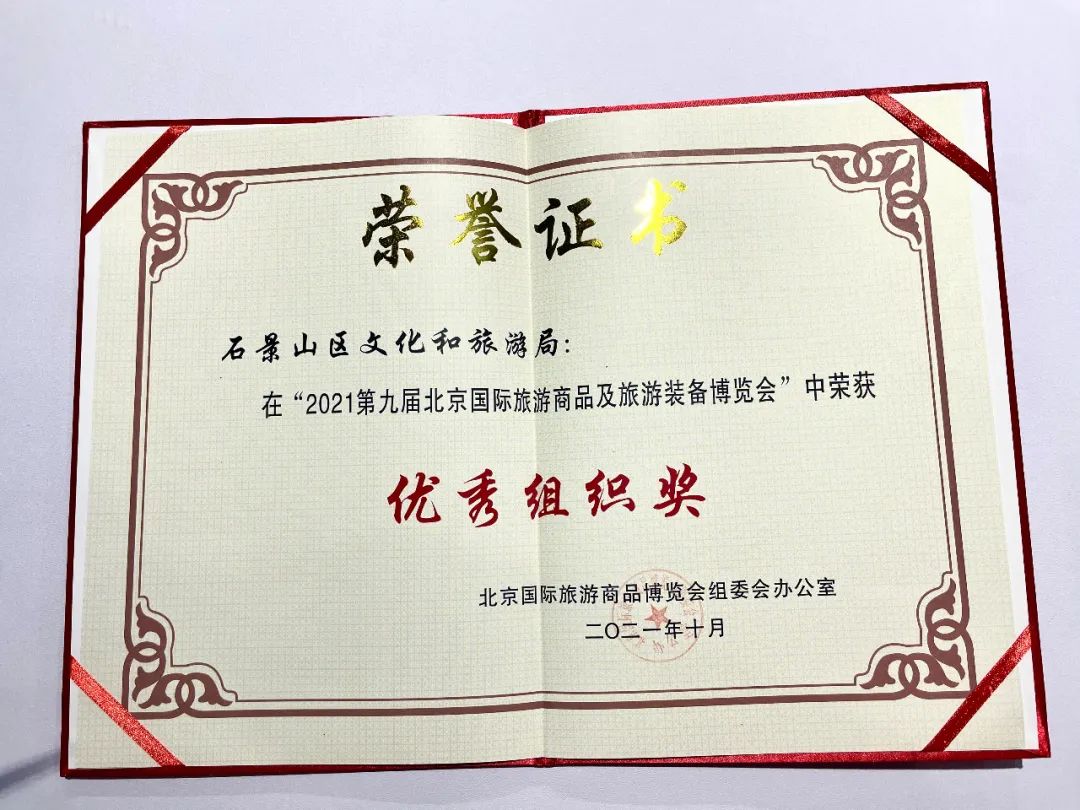 荣誉证书
石景山区文化和旅游局：
在“2021第九届北京国际旅游商品及旅游装备博览会”中荣获
优秀组织奖
北京国际旅游商品博览会组委会办公室
二〇二一年十月